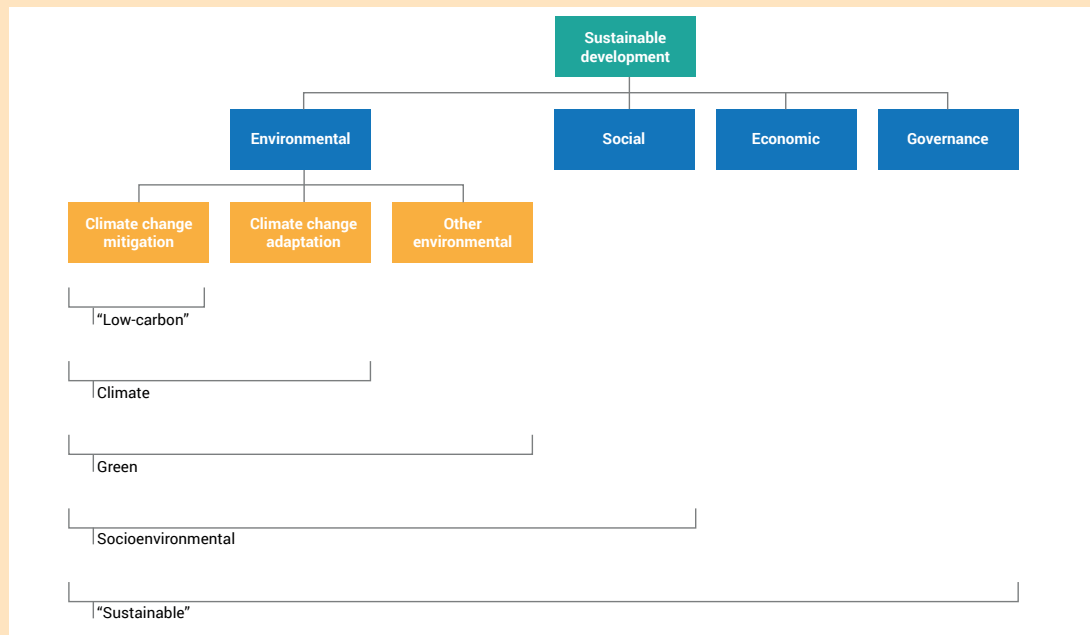 Sustainable
development
Environmental
Social
Economic
Governance
Climate change
mitigation
Climate change
adaptation
Other
environmental
“Low-carbon”
Climate
Green
Socioenvironmental
“Sustainable”